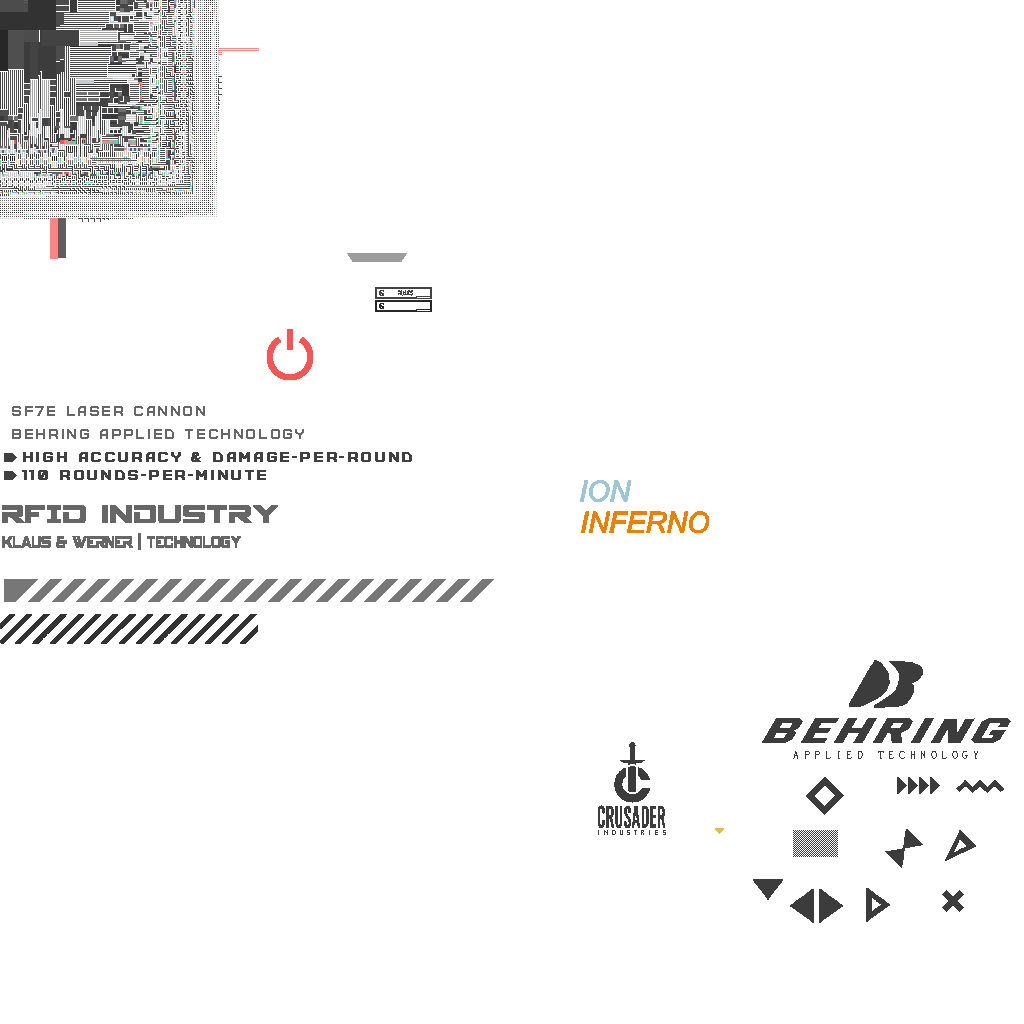 SF7E LASER CANNON
BEHRING APPLIED TECHNOLOGY
HIGH ACCURACY & DAMAGE-PER-ROUND
110 ROUNDS-PER-MINUTE
RFID INDUSTRY
KLAUS & WERNER | TECHNOLOGY
ION
INFERNO
BEHRING
APPLIED TECHNOLOGY
CRUSADER
INDUSTRIES